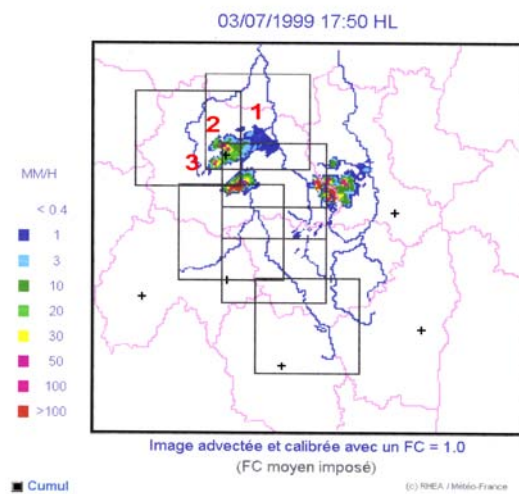 03/07/1999 17:50 HL
1
2
3
MM/H
< 0.4
1
3
10
20
30
50
100
>100
Image advectée et calibrée avec un FC = 1.0
(FC moyen imposé)
Cumul
(c) RHEA / Météo-France